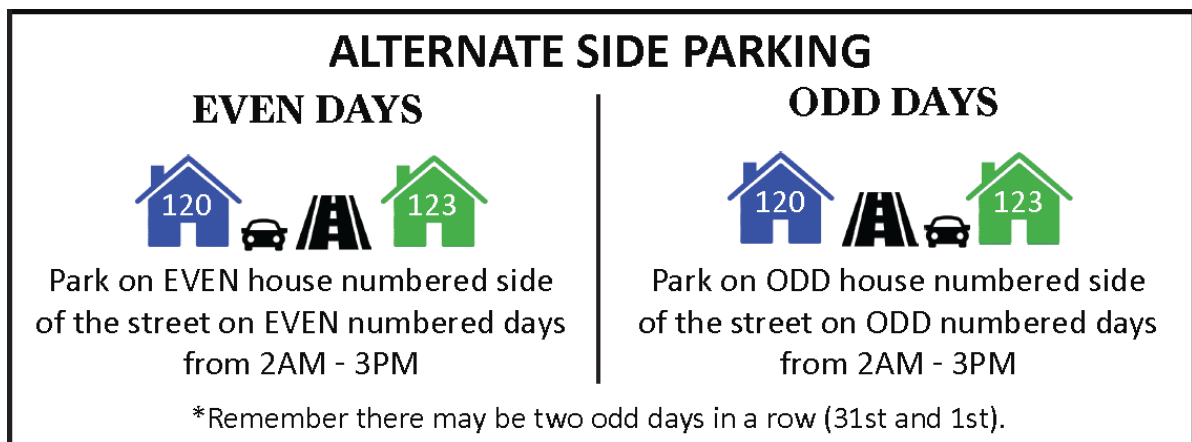 ALTERNATE SIDE PARKING
EVEN DAYS
120
123
Park on EVEN house numbered side
of the street on EVEN numbered days
from 2AM - 3PM
ODD DAYS
120
123
Park on ODD house numbered side
of the street on ODD numbered days
from 2AM - 3PM
*Remember there may be two odd days in a row (31st and 1st).